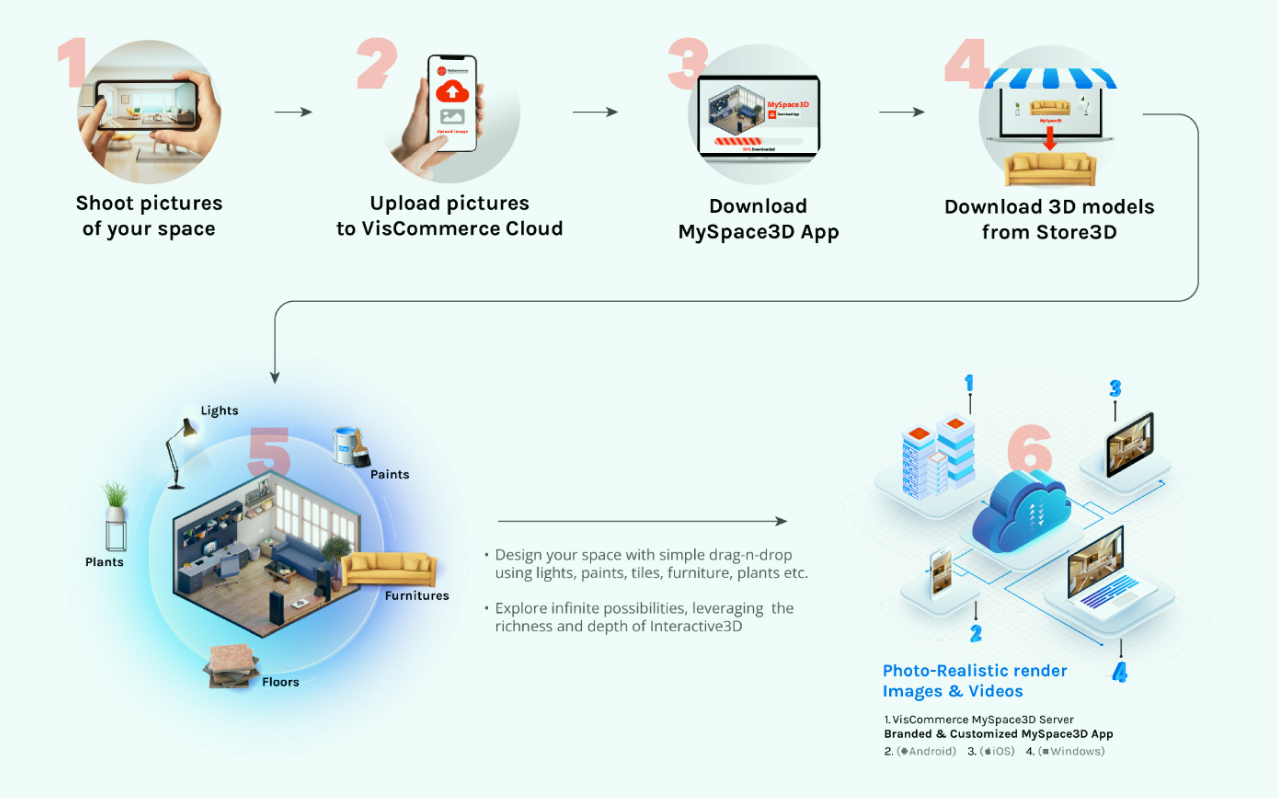 1
Shoot pictures
of your space
2
VisCommerce
Upload Image
Upload pictures
to VisCommerce Cloud
3
MySpace3D
Download App
Downloaded
Download
MySpace3D App
4
MySpace3D
Download 3D models
from Store3D
5
Lights
Paints
Plants
Furnitures
Floors
• Design your space with simple drag-n-drop
using lights, paints, tiles, furniture, plants etc.
• Explore infinite possibilities, leveraging the
richness and depth of Interactive3D
6
1
3
2
4
Photo-Realistic render
Images & Videos
1. VisCommerce MySpace3D Server
Branded & Customized MySpace3D App
2. (Android) 3. (iOS) 4. (Windows)